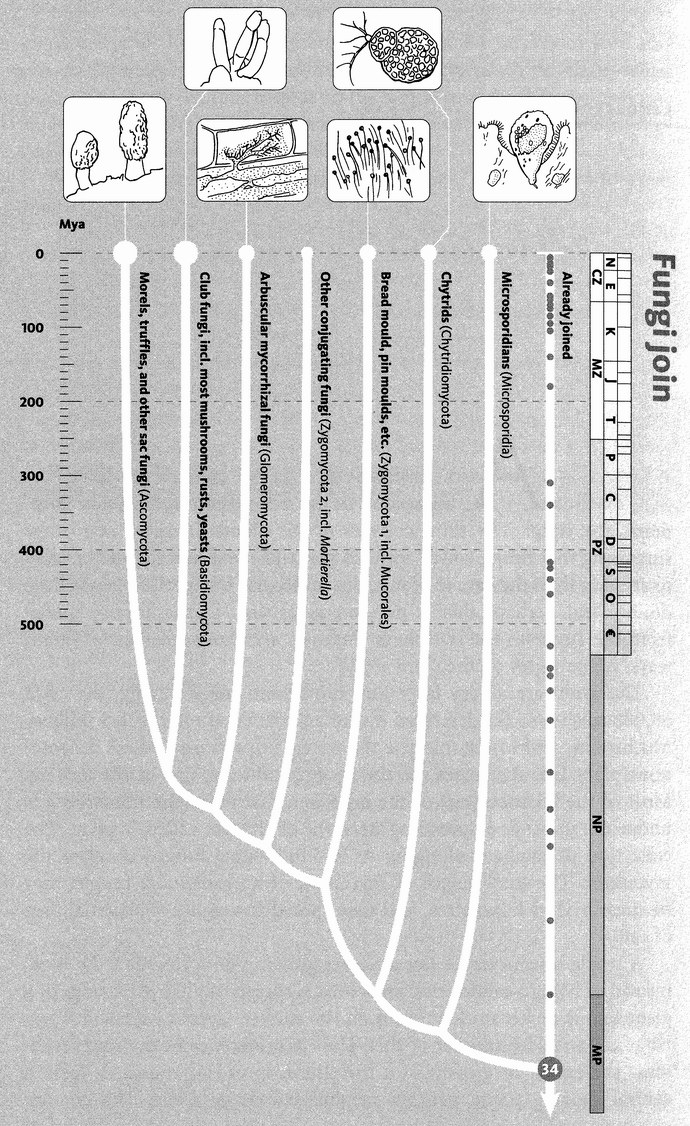 Fungi join
Mya
0
100
200
300
400
500
Morels, truffles, and other sac fungi (Ascomycota)
Club fungi, incl. most mushrooms, rusts, yeasts (Basidiomycota)
Arbuscular mycorrhizal fungi (Glomeromycota)
Other conjugating fungi (Zygomycota 2, incl. Mortierella)
Bread mould, pin moulds, etc. (Zygomycota 1, incl. Mucorales)
Chytrids (Chytridiomycota)
Microsporidians (Microsporidia)
Already joined
N E K J T P C D S O Є
CZ MZ PZ NP MP
34